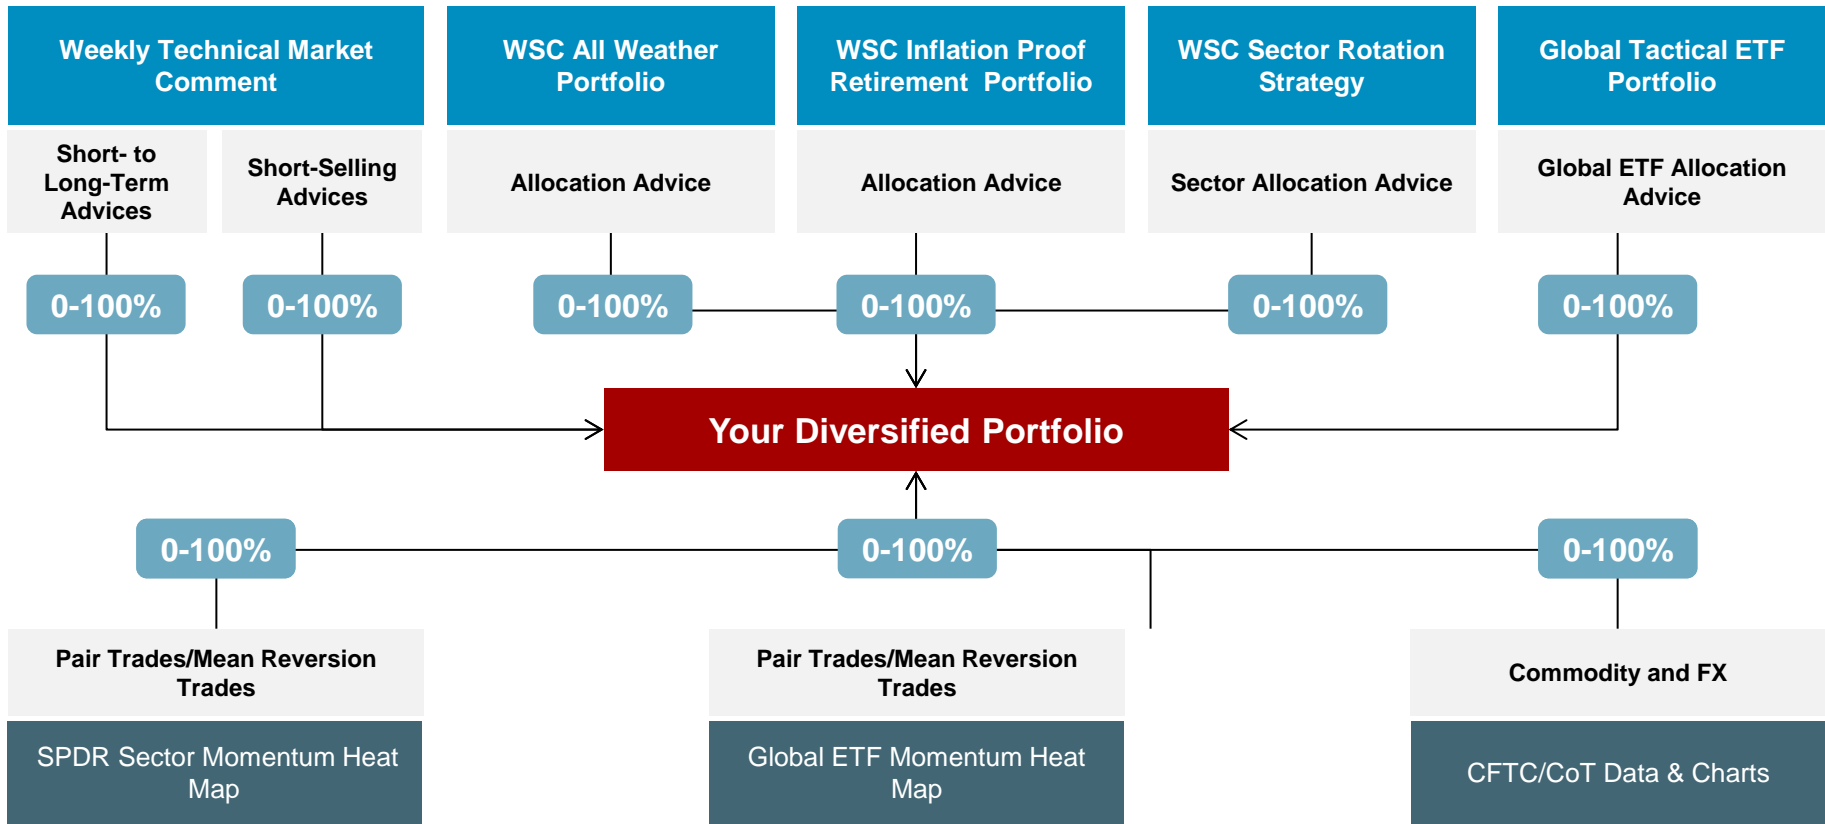 Weekly Technical Market
Comment
WSC All Weather
Portfolio
WSC Inflation Proof
Retirement Portfolio
WSC Sector Rotation
Strategy
Global Tactical ETF
Portfolio
Short- to
Long-Term
Advices
Short-Selling
Advices
Allocation Advice
Allocation Advice
Sector Allocation Advice
Global ETF Allocation
Advice
0-100%
0-100%
0-100%
0-100%
0-100%
0-100%
Your Diversified Portfolio
0-100%
0-100%
0-100%
Pair Trades/Mean Reversion
Trades
Pair Trades/Mean Reversion
Trades
Commodity and FX
SPDR Sector Momentum Heat
Map
Global ETF Momentum Heat
Map
CFTC/CoT Data & Charts